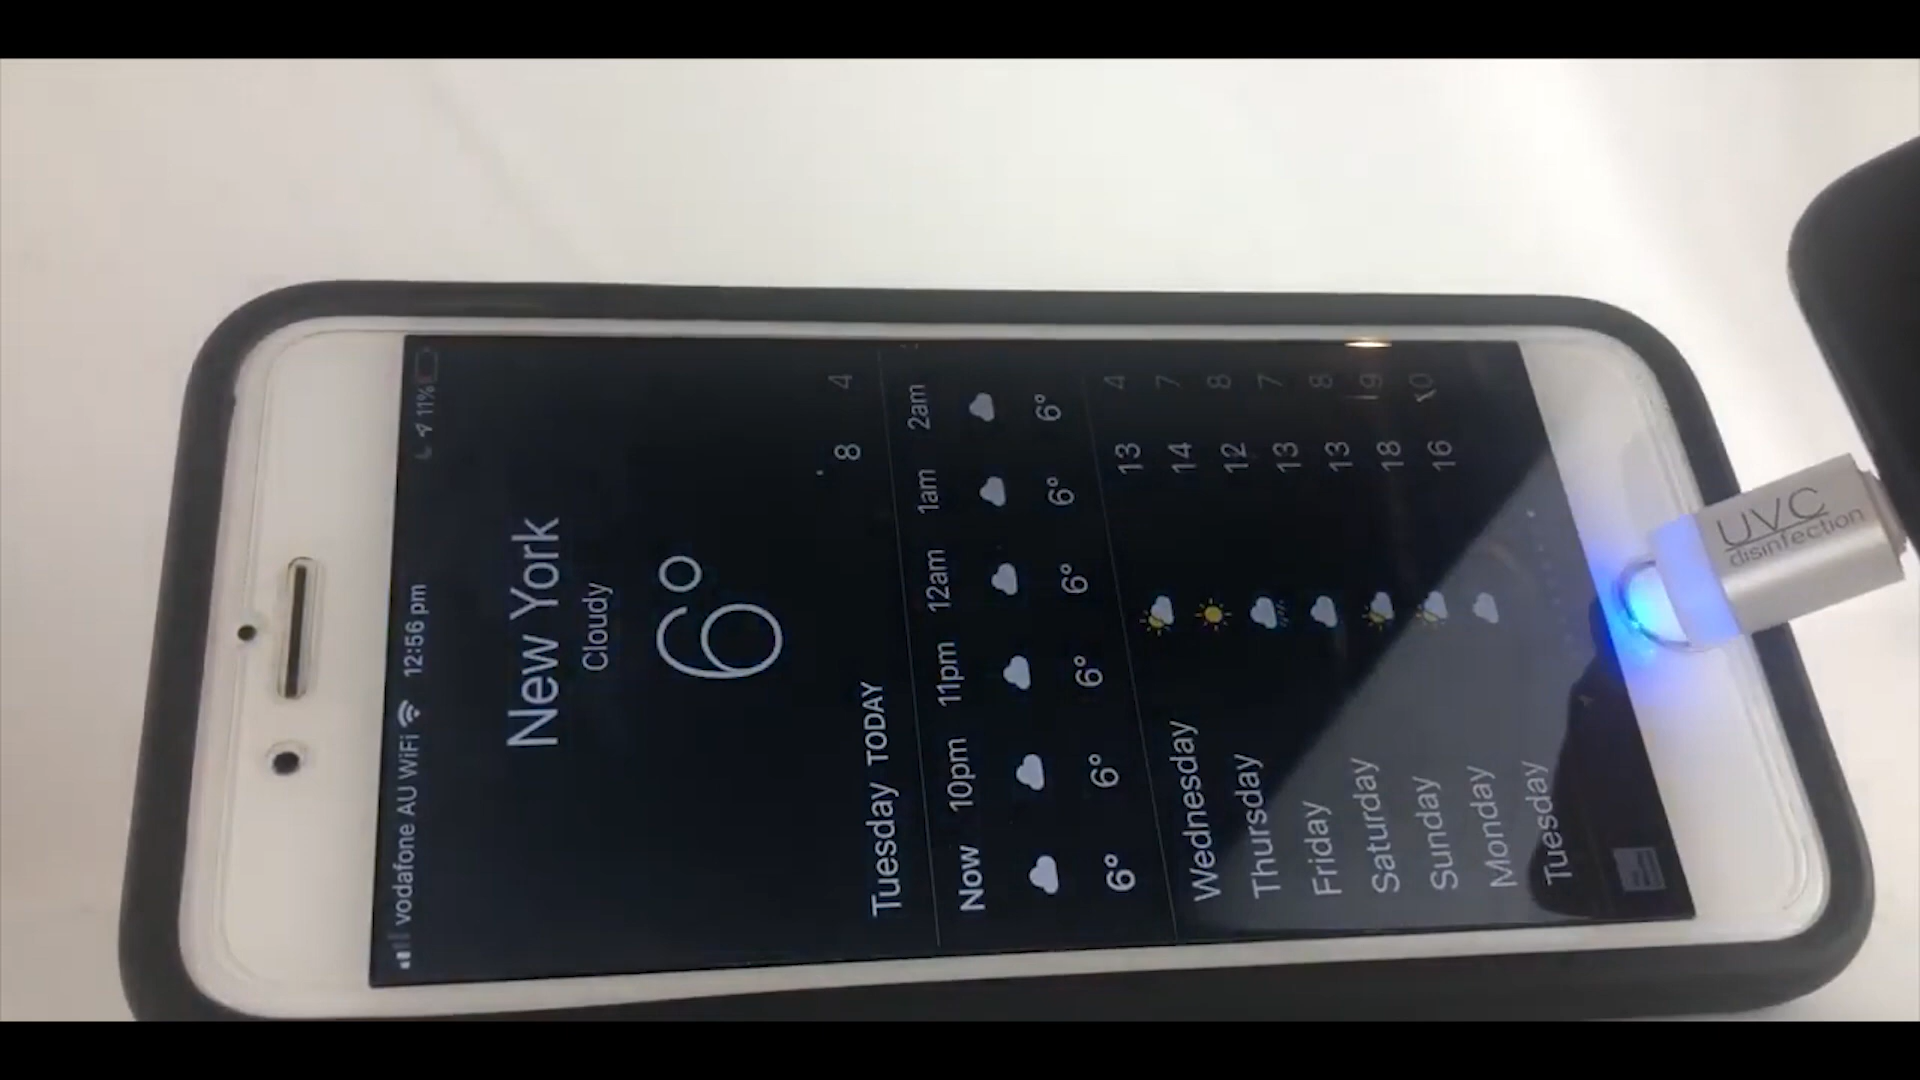 vodafone AU WiFi 12:56 pm 11%
New York
Cloudy
6°
Tuesday TODAY 8 4
Now 10pm 11pm 12am 1am 2am
6° 6° 6° 6° 6° 6°
Wednesday 13 4
Thursday 14 7
Friday 12 8
Saturday 13 7
Sunday 13 8
Monday 18 9
Tuesday 16 10
UVC
disinfection